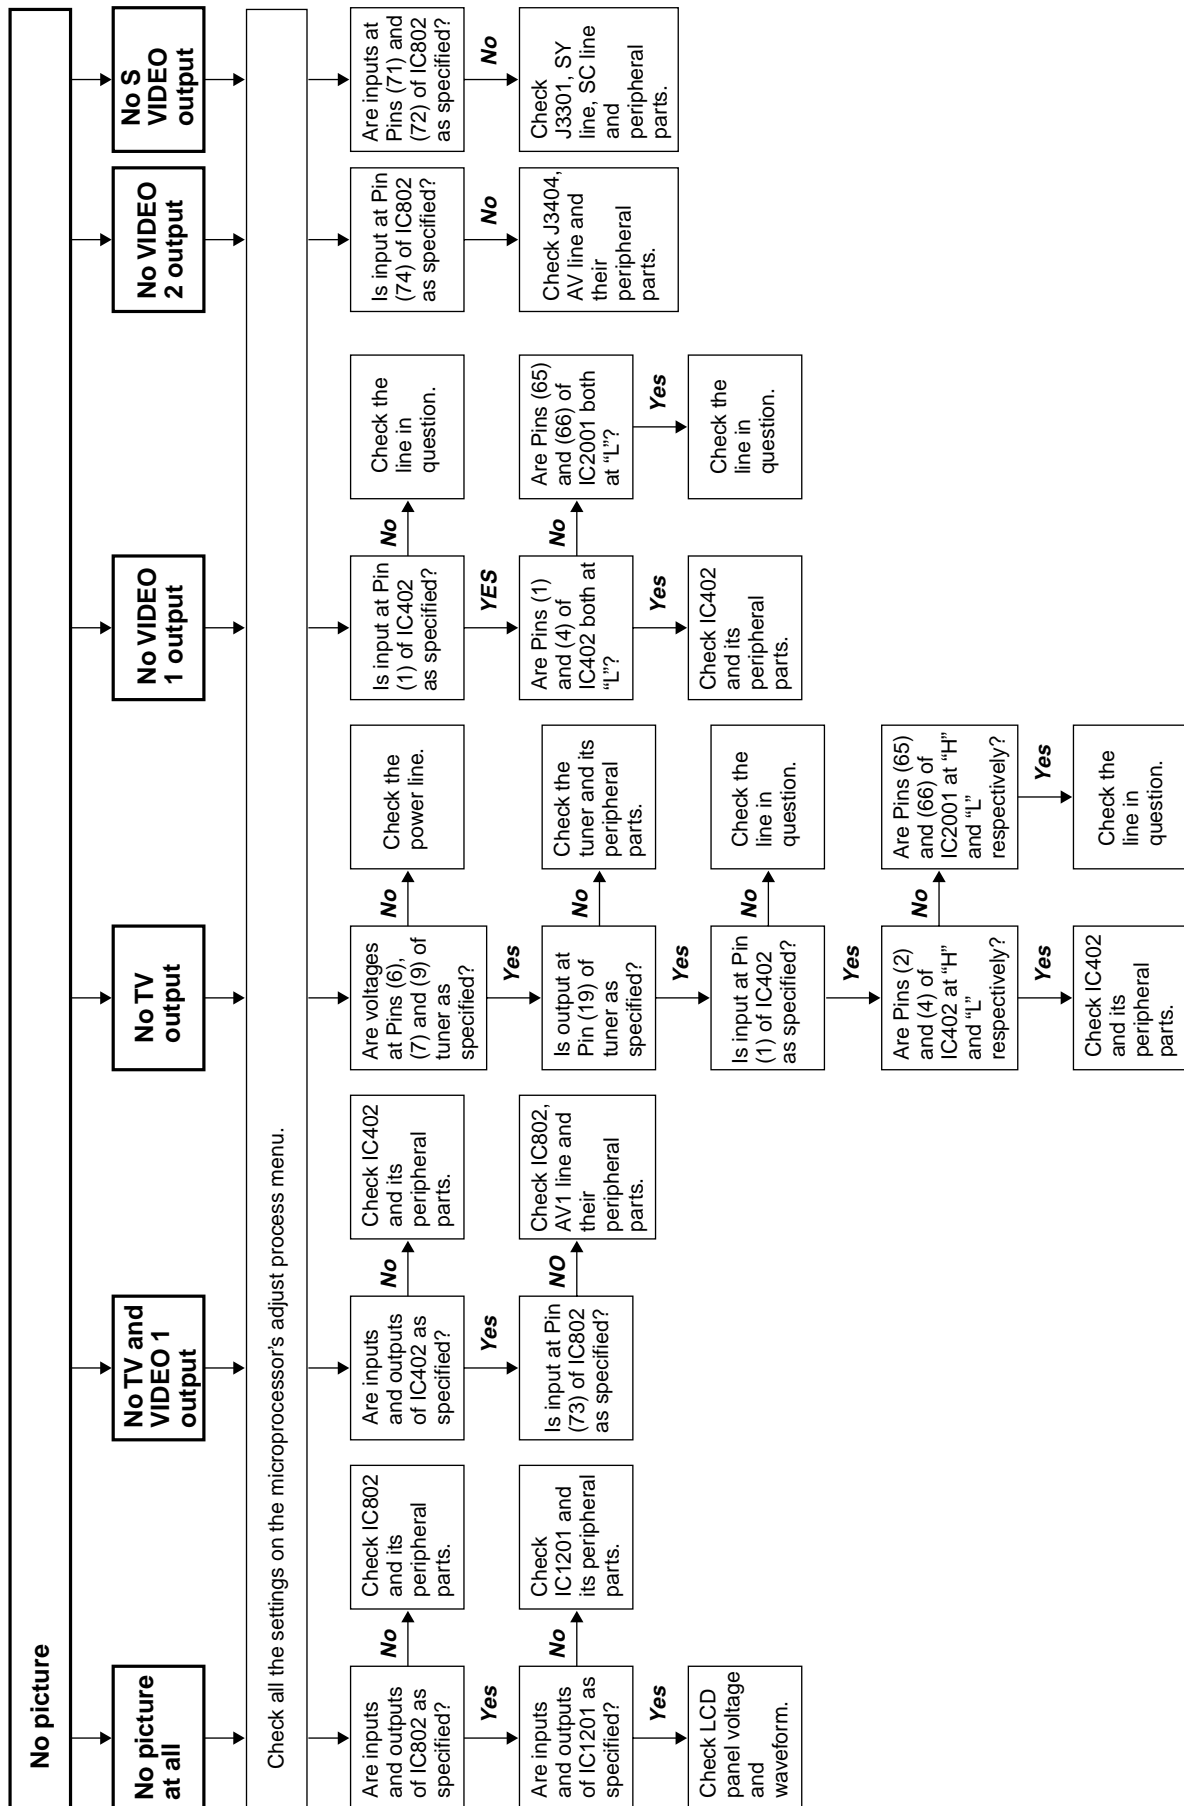 No picture
No picture
at all
No TV and
VIDEO 1
output
No TV
output
No VIDEO
1 output
No VIDEO
2 output
No S
VIDEO
output
Check all the settings on the microprocessor's adjust process menu.
Are inputs
and outputs
of IC802 as
specified?
No
Check IC802
and its
peripheral
parts.
Yes
Are inputs
and outputs
of IC1201 as
specified?
No
Check
IC1201 and
its peripheral
parts.
Yes
Check LCD
panel voltage
and
waveform.
Are inputs
and outputs
of IC402 as
specified?
No
Check IC402
and its
peripheral
parts.
Yes
Is input at Pin
(73) of IC802
as specified?
NO
Check IC802,
AV1 line and
their
peripheral
parts.
Are voltages
at Pins (6),
(7) and (9) of
tuner as
specified?
No
Check the
power line.
Yes
Is output at
Pin (19) of
tuner as
specified?
No
Check the
tuner and its
peripheral
parts.
Yes
Is input at Pin
(1) of IC402
as specified?
No
Check the
line in
question.
Yes
Are Pins (2)
and (4) of
IC402 at “H”
and “L”
respectively?
No
Are Pins (65)
and (66) of
IC2001 at “H”
and “L”
respectively?
Yes
Check IC402
and its
peripheral
parts.
Yes
Check the
line in
question.
Is input at Pin
(1) of IC402
as specified?
No
Check the
line in
question.
YES
Are Pins (1)
and (4) of
IC402 both at
“L”?
No
Are Pins (65)
and (66) of
IC2001 both
at “L”?
Yes
Check IC402
and its
peripheral
parts.
Yes
Check the
line in
question.
Is input at Pin
(74) of IC802
as specified?
No
Check J3404,
AV line and
their
peripheral
parts.
Are inputs at
Pins (71) and
(72) of IC802
as specified?
No
Check
J3301, SY
line, SC line
and
peripheral
parts.